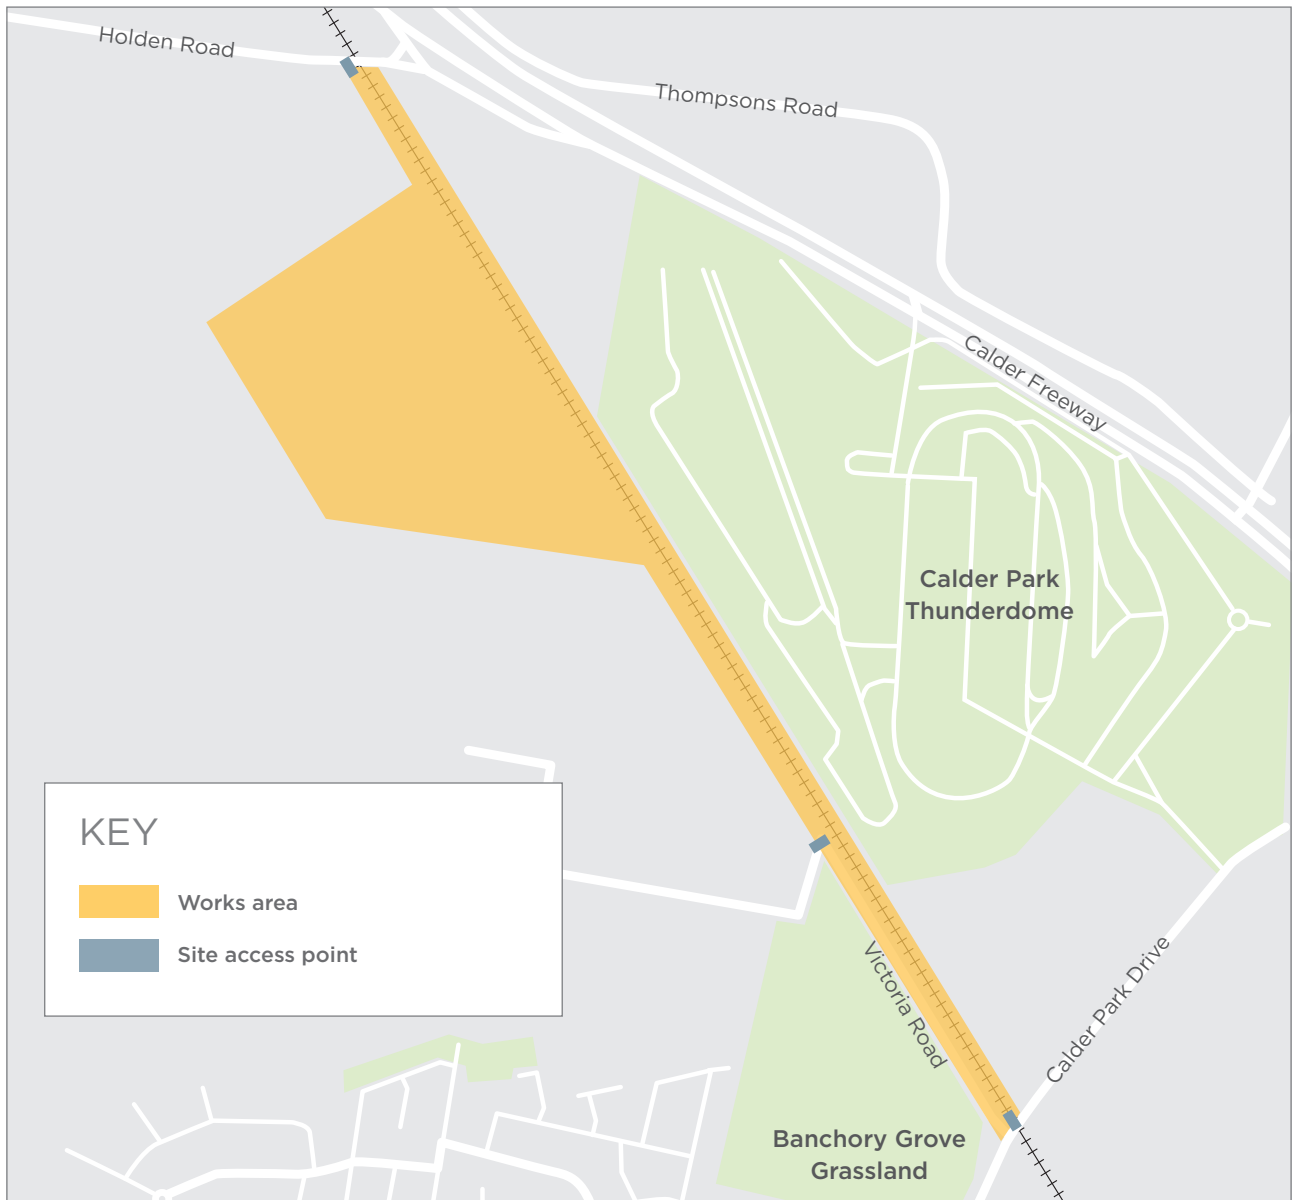 Holden Road
Thompsons Road
Calder Freeway
Calder Park
Thunderdome
KEY
Works area
Site access point
Victoria Road
Calder Park Drive
Banchory Grove
Grassland